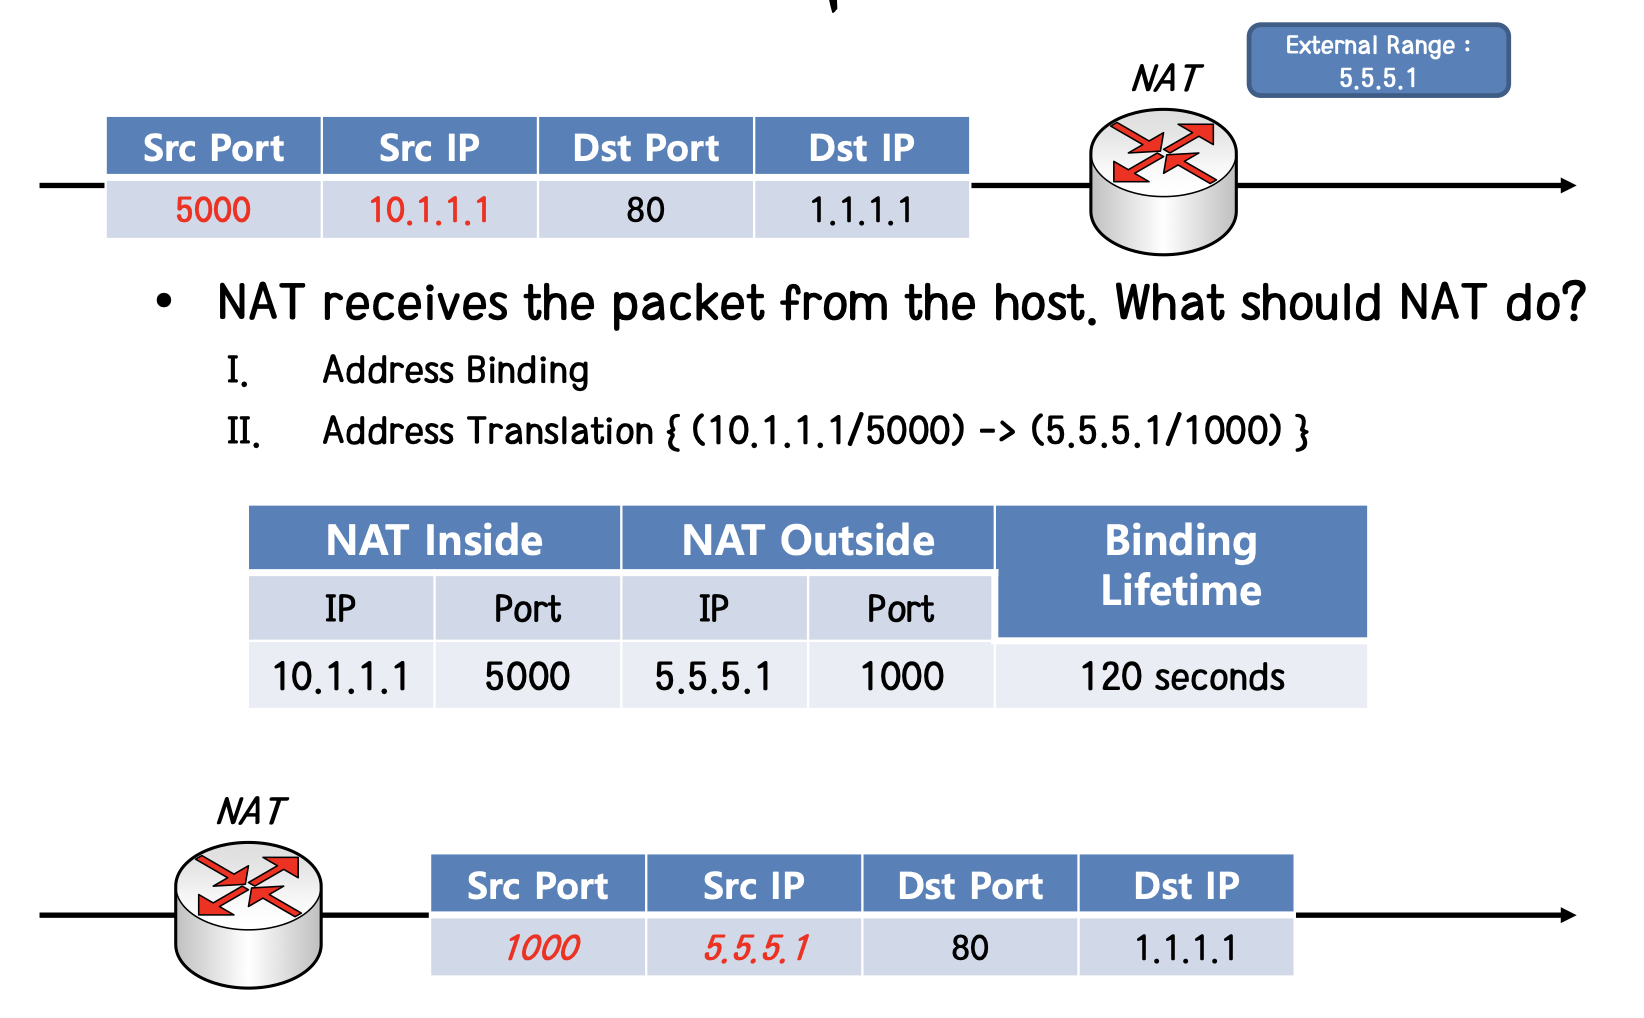 External Range :
5.5.5.1
NAT
Src Port Src IP Dst Port Dst IP
5000 10.1.1.1 80 1.1.1.1
• NAT receives the packet from the host. What should NAT do?
I. Address Binding
II. Address Translation { (10.1.1.1/5000) -> (5.5.5.1/1000) }
NAT Inside NAT Outside Binding
Lifetime
IP Port IP Port
10.1.1.1 5000 5.5.5.1 1000 120 seconds
NAT
Src Port Src IP Dst Port Dst IP
1000 5.5.5.1 80 1.1.1.1